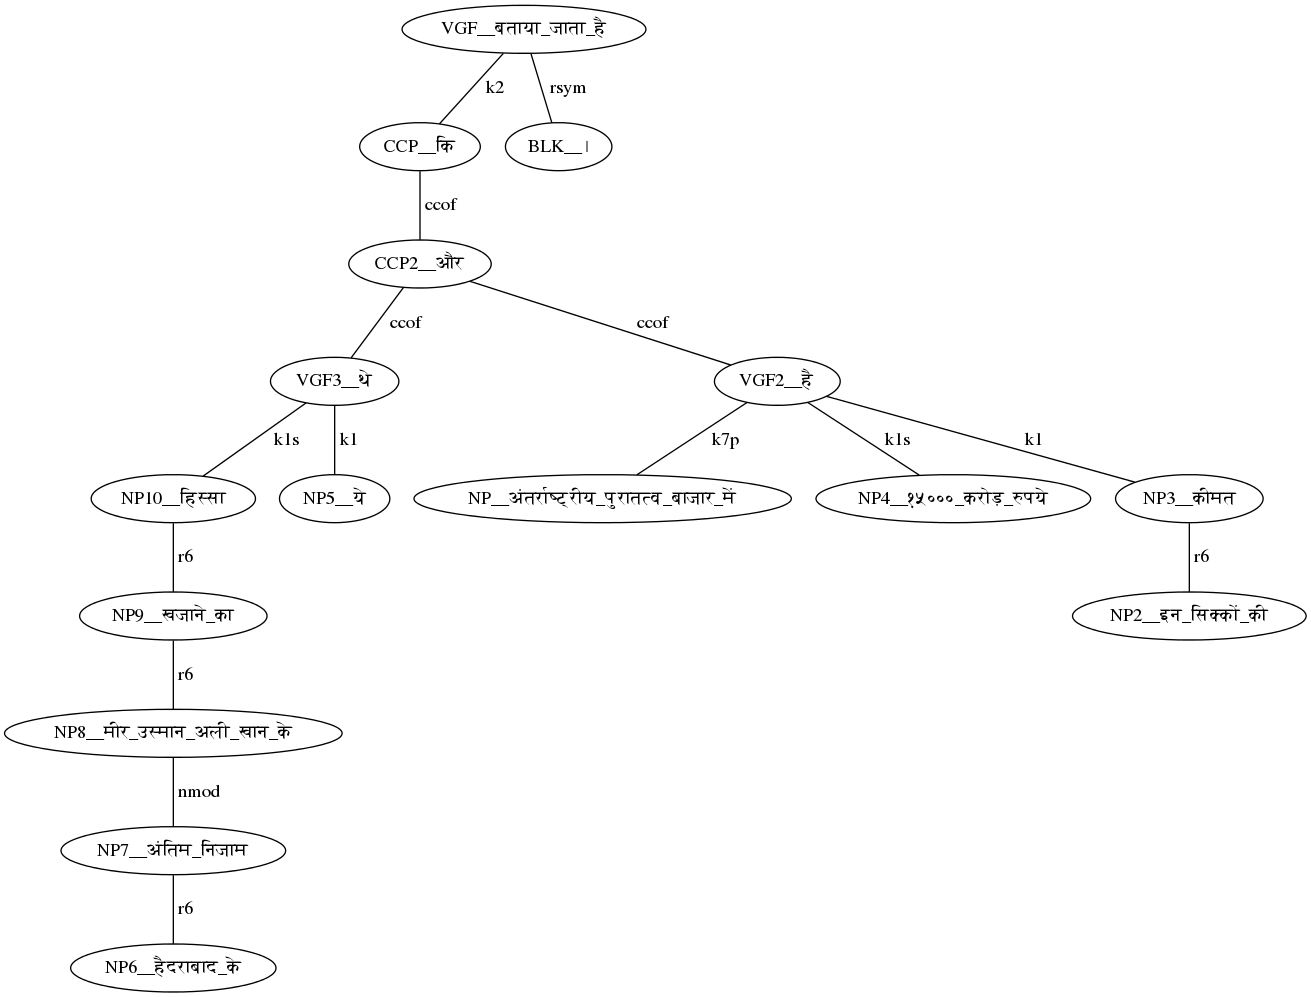 VGF__बताया_जाता_है
k2
rsym
CCP__कि
BLK__।
ccof
CCP2__और
ccof
ccof
VGF3__थे
VGF2__है
k1s
k1
k7p
k1s
k1
NP10__हिस्सा
NP5__ये
NP__अंतर्राष्ट्रीय_पुरातत्व_बाजार_में
NP4__१५०००_करोड़_रुपये
NP3__कीमत
r6
r6
NP9__खजाने_का
NP2__इन_सिक्कों_की
r6
NP8__मीर_उस्मान_अली_खान_के
nmod
NP7__अंतिम_निजाम
r6
NP6__हैदराबाद_के